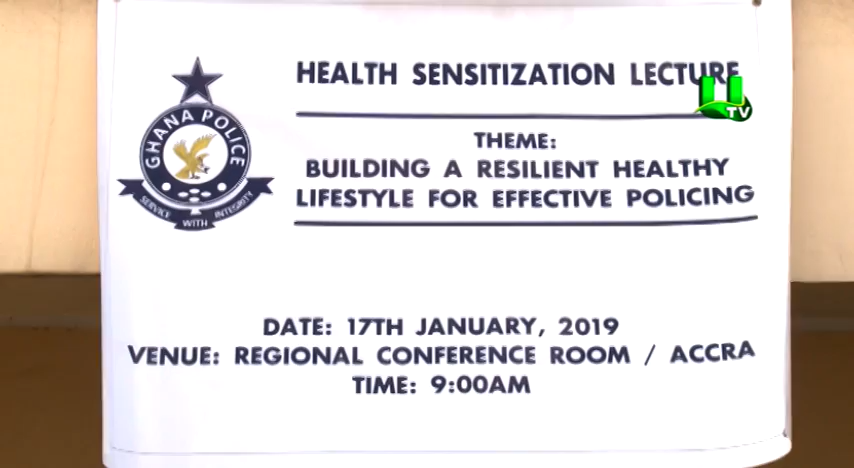 HEALTH SENSITIZATION LECTURE
UTV
GHANA POLICE
SERVICE WITH INTEGRITY
THEME:
BUILDING A RESILIENT HEALTHY
LIFESTYLE FOR EFFECTIVE POLICING
DATE: 17TH JANUARY, 2019
VENUE: REGIONAL CONFERENCE ROOM / ACCRA
TIME: 9:00AM